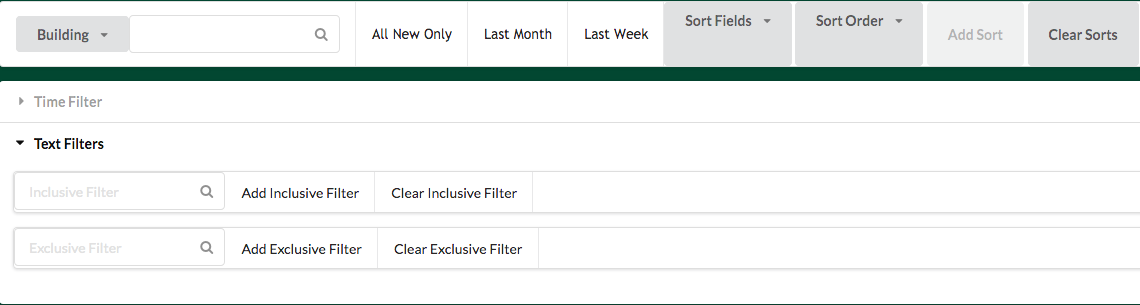 Building All New Only Last Month Last Week Sort Fields Sort Order Add Sort Clear Sorts
Time Filter
Text Filters
Inclusive Filter Add Inclusive Filter Clear Inclusive Filter
Exclusive Filter Add Exclusive Filter Clear Exclusive Filter